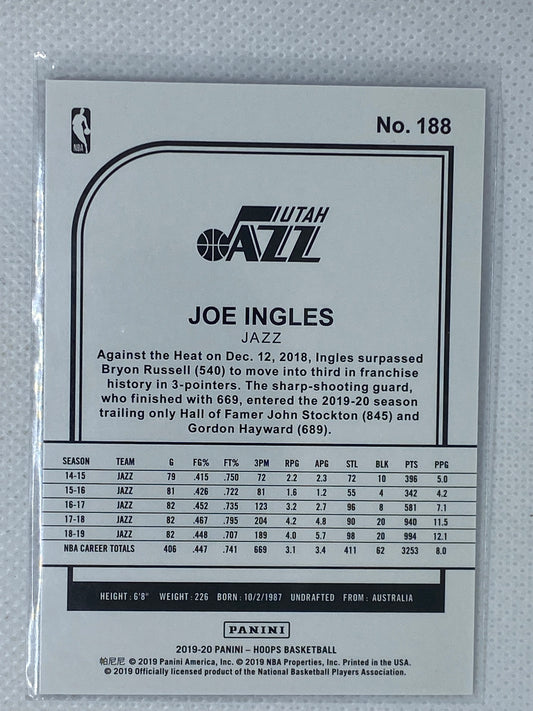 No. 188
NBA
UTAH
JAZZ
JOE INGLES
JAZZ
Against the Heat on Dec. 12, 2018, Ingles surpassed
Bryon Russell (540) to move into third in franchise
history in 3-pointers. The sharp-shooting guard,
who finished with 669, entered the 2019-20 season
trailing only Hall of Famer John Stockton (845) and
Gordon Hayward (689).
SEASON TEAM G FG% FT% 3PM RPG APG STL BLK PTS PPG
14-15 JAZZ 79 .415 .750 72 2.2 2.3 72 10 396 5.0
15-16 JAZZ 81 .426 .722 81 1.6 1.2 55 4 342 4.2
16-17 JAZZ 82 .452 .735 123 3.2 2.7 96 8 581 7.1
17-18 JAZZ 82 .467 .795 204 4.2 4.8 90 20 940 11.5
18-19 JAZZ 82 .448 .707 189 4.0 5.7 98 20 994 12.1
NBA CAREER TOTALS 406 .447 .741 669 3.1 3.4 411 62 3253 8.0
HEIGHT: 6'8" WEIGHT: 226 BORN: 10/2/1987 UNDRAFTED FROM: AUSTRALIA
PANINI
2019-20 PANINI – HOOPS BASKETBALL
帕尼尼 © 2019 Panini America, Inc. © 2019 NBA Properties, Inc. Printed in the USA.
© 2019 Officially licensed product of the National Basketball Players Association.